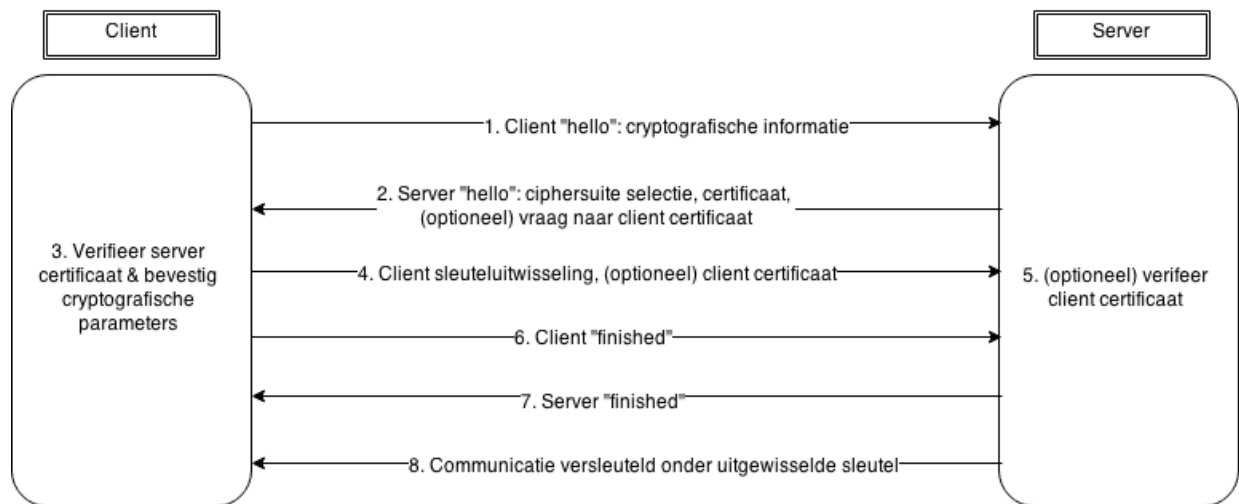 Client
Server
1. Client "hello": cryptografische informatie
2. Server "hello": ciphersuite selectie, certificaat,
(optioneel) vraag naar client certificaat
3. Verifieer server
certificaat & bevestig
cryptografische
parameters
4. Client sleuteluitwisseling, (optioneel) client certificaat
5. (optioneel) verifeer
client certificaat
6. Client "finished"
7. Server "finished"
8. Communicatie versleuteld onder uitgewisselde sleutel